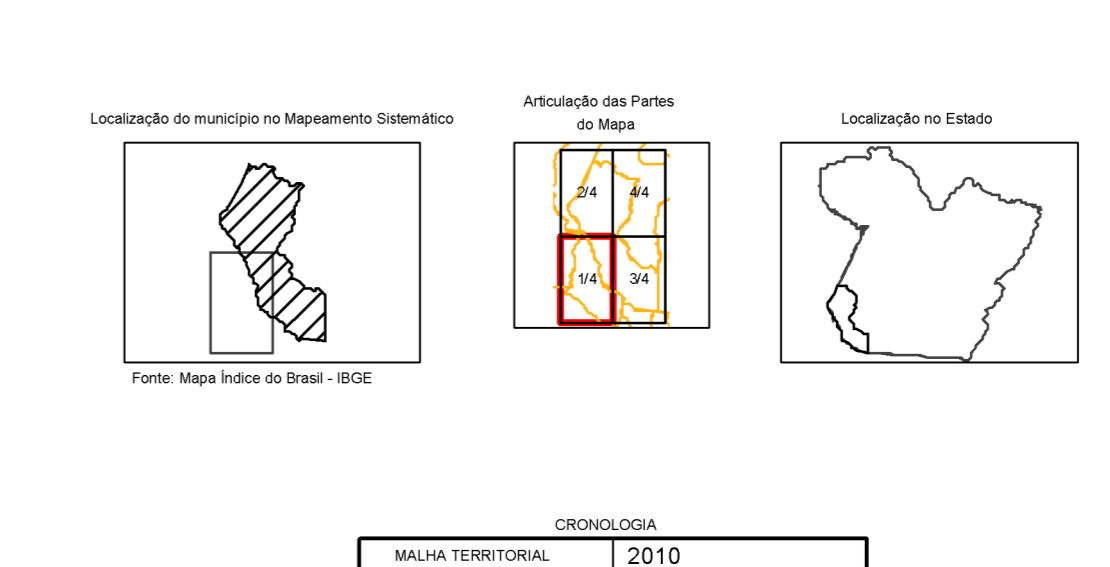 Localização do município no Mapeamento Sistemático
Fonte: Mapa Índice do Brasil - IBGE
Articulação das Partes
do Mapa
2/4
4/4
1/4
3/4
Localização no Estado
CRONOLOGIA
MALHA TERRITORIAL
2010